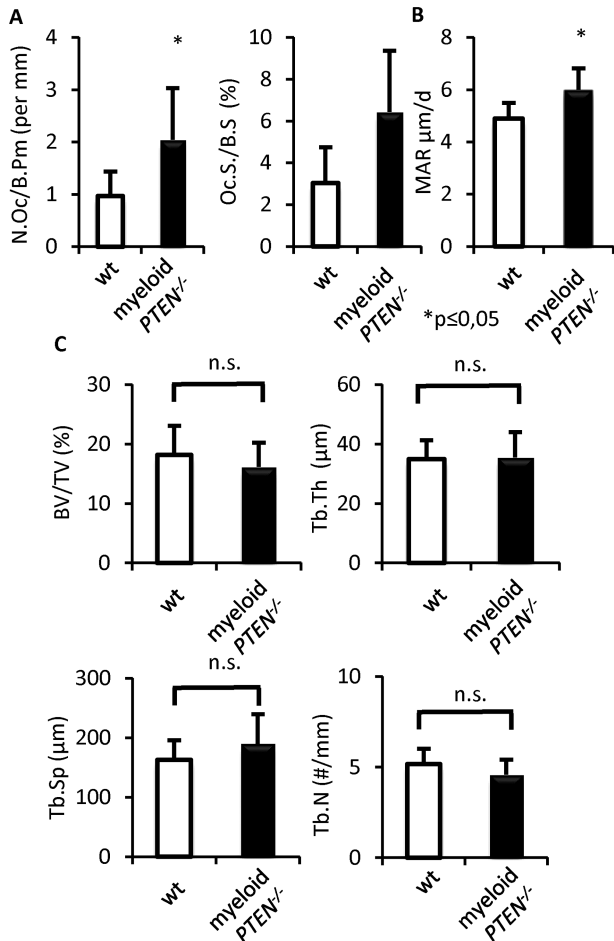 A
B
N.Oc/B.Pm (per mm)
4
3
2
1
0
*
wt
myeloid
PTEN-/-
Oc.S./B.S (%)
10
8
6
4
2
0
wt
myeloid
PTEN-/-
MAR µm/d
8
6
4
2
0
*
wt
myeloid
PTEN-/-
*p≤0,05
C
BV/TV (%)
30
20
10
0
n.s.
wt
myeloid
PTEN-/-
Tb.Th (µm)
60
40
20
0
n.s.
wt
myeloid
PTEN-/-
Tb.Sp (µm)
300
200
100
0
n.s.
wt
myeloid
PTEN-/-
Tb.N (#/mm)
10
5
0
n.s.
wt
myeloid
PTEN-/-